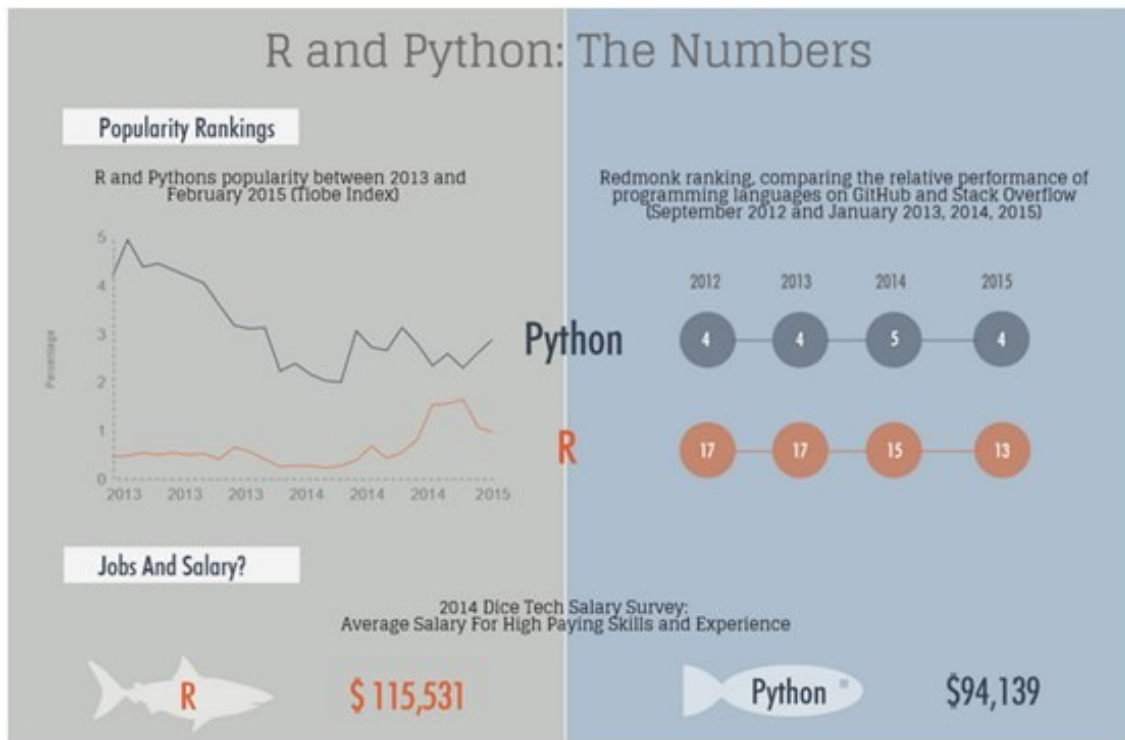 R and Python: The Numbers
Popularity Rankings
R and Pythons popularity between 2013 and
February 2015 (Tiobe Index)
Redmonk ranking, comparing the relative performance of
programming languages on GitHub and Stack Overflow
(September 2012 and January 2013, 2014, 2015)
5
4
3
2
1
0
Percentage
2013 2013 2013 2014 2014 2014 2015
2012 2013 2014 2015
Python 4 4 5 4
R 17 17 15 13
Jobs And Salary?
2014 Dice Tech Salary Survey:
Average Salary For High Paying Skills and Experience
R $ 115,531
Python $94,139